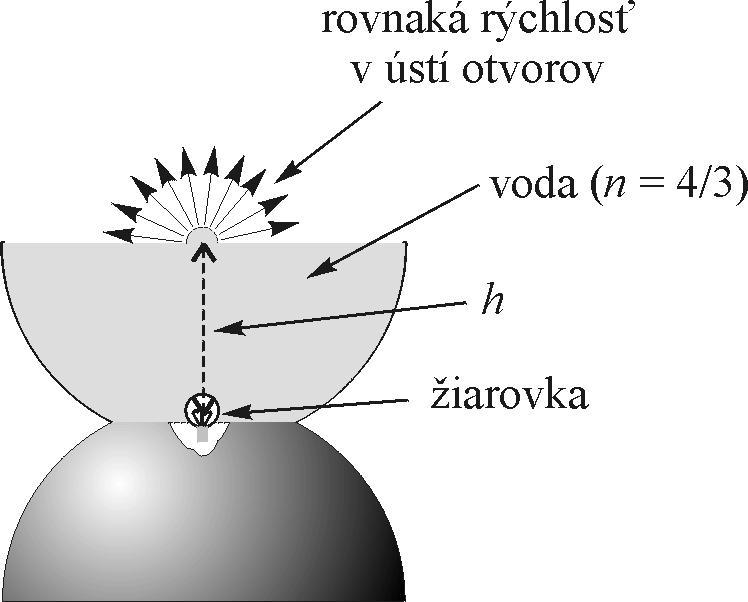 rovnaká rýchlosť
v ústí otvorov
voda (n = 4/3)
h
žiarovka